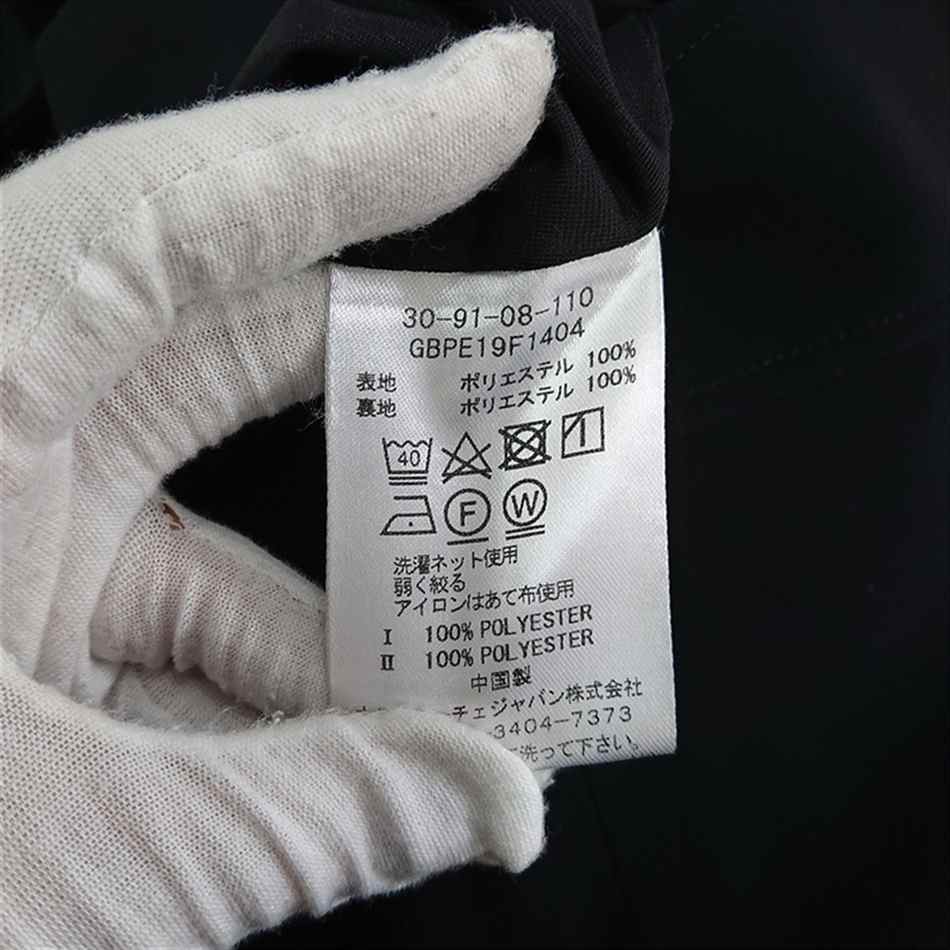 30-91-08-110
GBPE19F1404
表地 ポリエステル 100%
裏地 ポリエステル 100%
40
F W
洗濯ネット使用
弱く絞る
アイロンはあて布使用
I 100% POLYESTER
II 100% POLYESTER
中国製
チェジャパン株式会社
-3404-7373
洗って下さい。